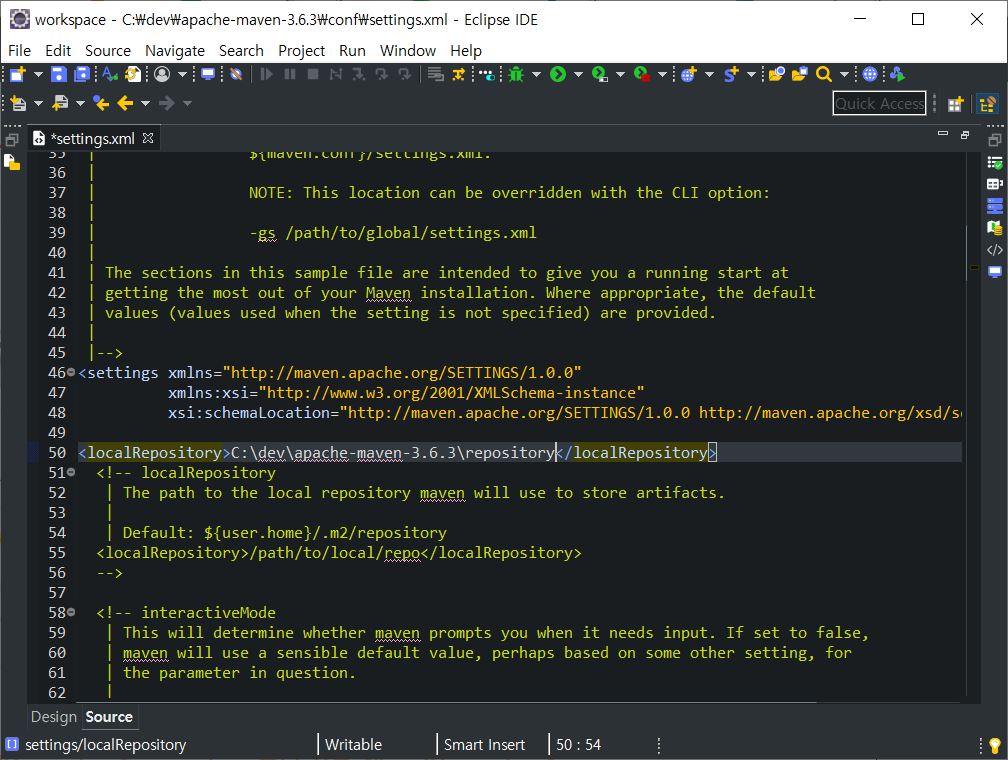 workspace - C:₩dev₩apache-maven-3.6.3₩conf₩settings.xml - Eclipse IDE
File Edit Source Navigate Search Project Run Window Help
Quick Access
*settings.xml
35 | ${maven.conf}/settings.xml.
36 |
37 | NOTE: This location can be overridden with the CLI option:
38 |
39 | -gs /path/to/global/settings.xml
40 |
41 | The sections in this sample file are intended to give you a running start at
42 | getting the most out of your Maven installation. Where appropriate, the default
43 | values (values used when the setting is not specified) are provided.
44 |
45 |-->
46 <settings xmlns="http://maven.apache.org/SETTINGS/1.0.0"
47 xmlns:xsi="http://www.w3.org/2001/XMLSchema-instance"
48 xsi:schemaLocation="http://maven.apache.org/SETTINGS/1.0.0 http://maven.apache.org/xsd/se
49
50 <localRepository>C:\dev\apache-maven-3.6.3\repository</localRepository>
51 <!-- localRepository
52 | The path to the local repository maven will use to store artifacts.
53 |
54 | Default: ${user.home}/.m2/repository
55 <localRepository>/path/to/local/repo</localRepository>
56 -->
57
58 <!-- interactiveMode
59 | This will determine whether maven prompts you when it needs input. If set to false,
60 | maven will use a sensible default value, perhaps based on some other setting, for
61 | the parameter in question.
62 |
Design Source
settings/localRepository Writable Smart Insert 50 : 54